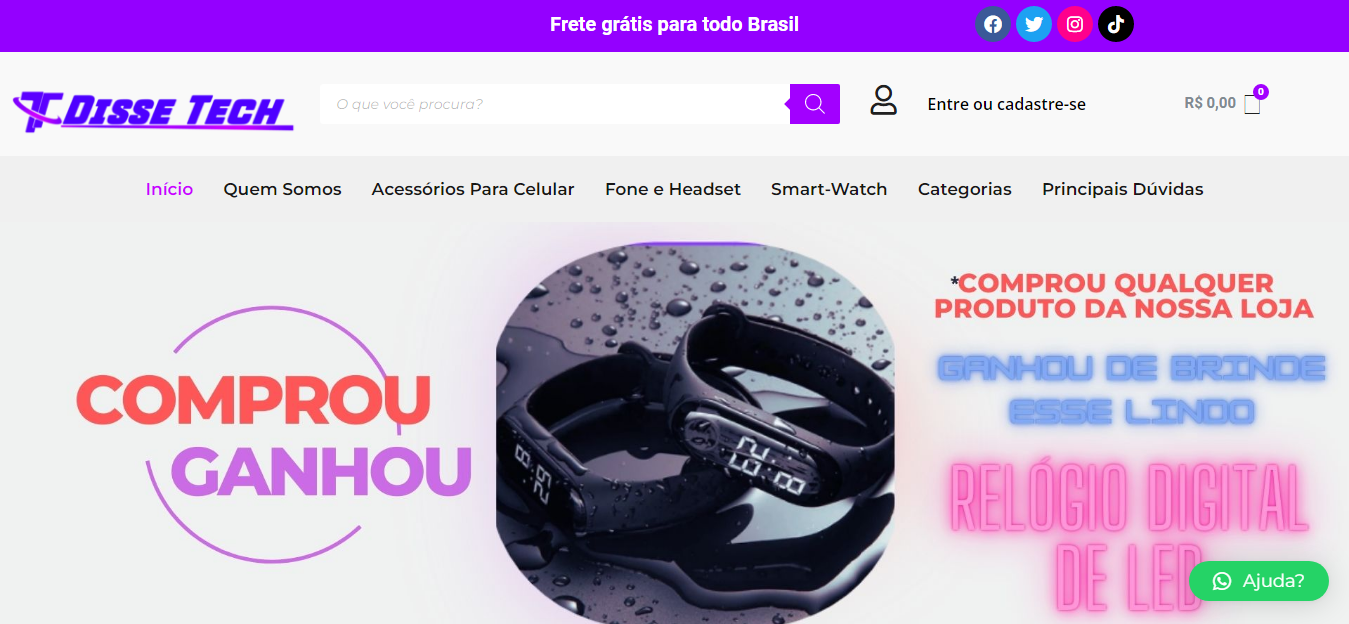 Frete grátis para todo Brasil
DISSE TECH
O que você procura?
Entre ou cadastre-se
R$ 0,00
0
Início
Quem Somos
Acessórios Para Celular
Fone e Headset
Smart-Watch
Categorias
Principais Dúvidas
COMPROU
GANHOU
*COMPROU QUALQUER
PRODUTO DA NOSSA LOJA
GANHOU DE BRINDE
ESSE LINDO
RELÓGIO DIGITAL
DE LED
Ajuda?